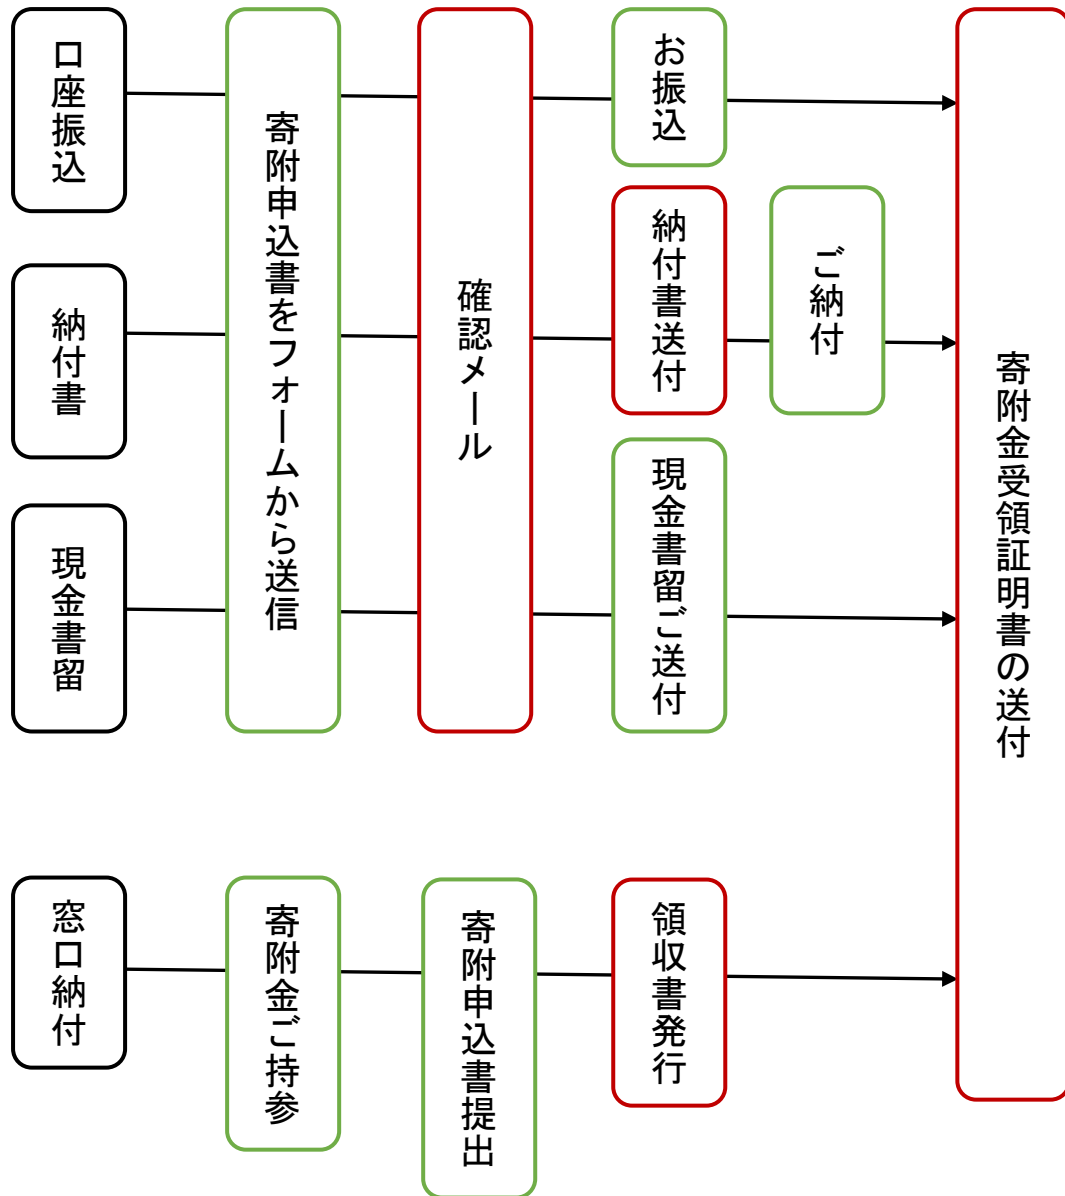 口座振込
寄附申込書をフォームから送信
確認メール
お振込
納付書
納付書送付
ご納付
現金書留
現金書留ご送付
寄附金受領証明書の送付
窓口納付
寄附金ご持参
寄附申込書提出
領収書発行